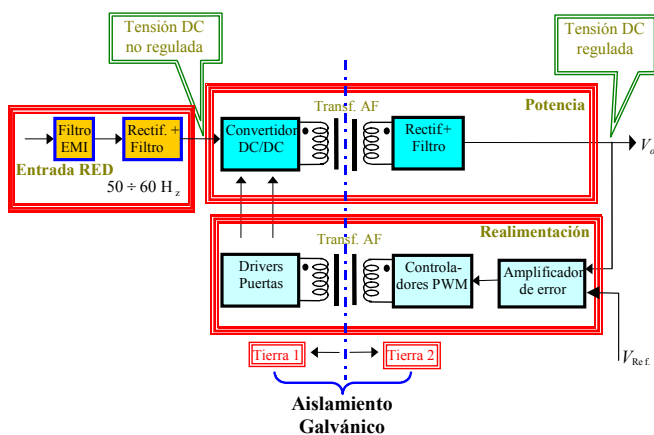 Tensión DC
no regulada
Tensión DC
regulada
Transf. AF
Potencia
Filtro
EMI
Rectif. +
Filtro
Convertidor
DC/DC
Rectif+
Filtro
Vo
Entrada RED
50 ÷ 60 Hz
Transf. AF
Realimentación
Drivers
Puertas
Controla-
dores PWM
Amplificador
de error
VRef.
Tierra 1
Tierra 2
Aislamiento
Galvánico